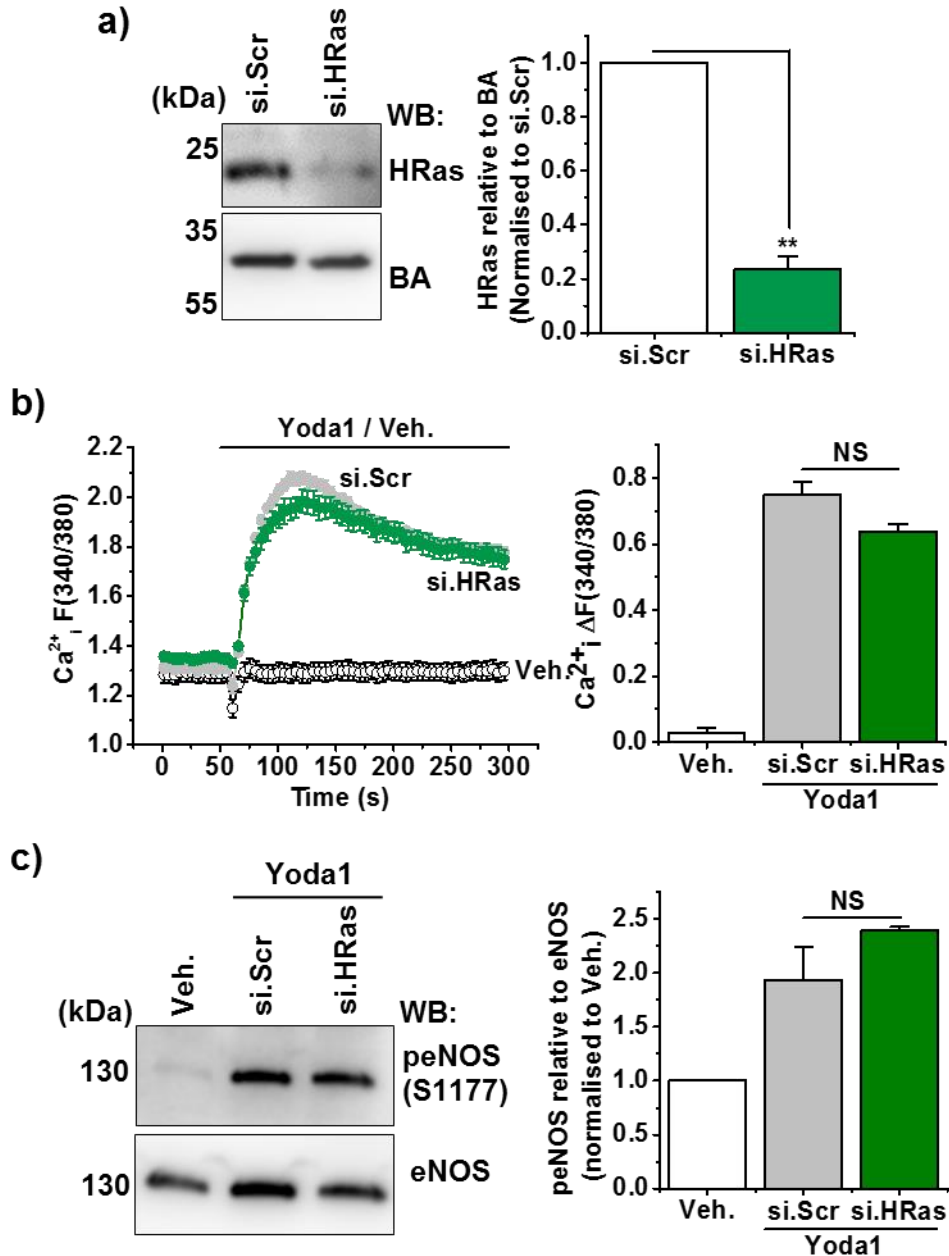 a)
si.Scr
si.HRas
(kDa)
WB:
25
HRas
35
BA
55
HRas relative to BA
(Normalised to si.Scr)
1.0
0.8
0.6
0.4
0.2
0.0
**
si.Scr
si.HRas
b)
Yoda1 / Veh.
Ca²⁺ᵢ F(340/380)
2.2
2.0
1.8
1.6
1.4
1.2
1.0
si.Scr
si.HRas
Veh.
0 50 100 150 200 250 300
Time (s)
Ca²⁺ᵢ ΔF(340/380)
0.8
0.6
0.4
0.2
0.0
NS
Veh. si.Scr si.HRas
Yoda1
c)
Yoda1
Veh.
si.Scr
si.HRas
(kDa)
WB:
130
peNOS
(S1177)
130
eNOS
peNOS relative to eNOS
(normalised to Veh.)
2.5
2.0
1.5
1.0
0.5
0.0
NS
Veh. si.Scr si.HRas
Yoda1